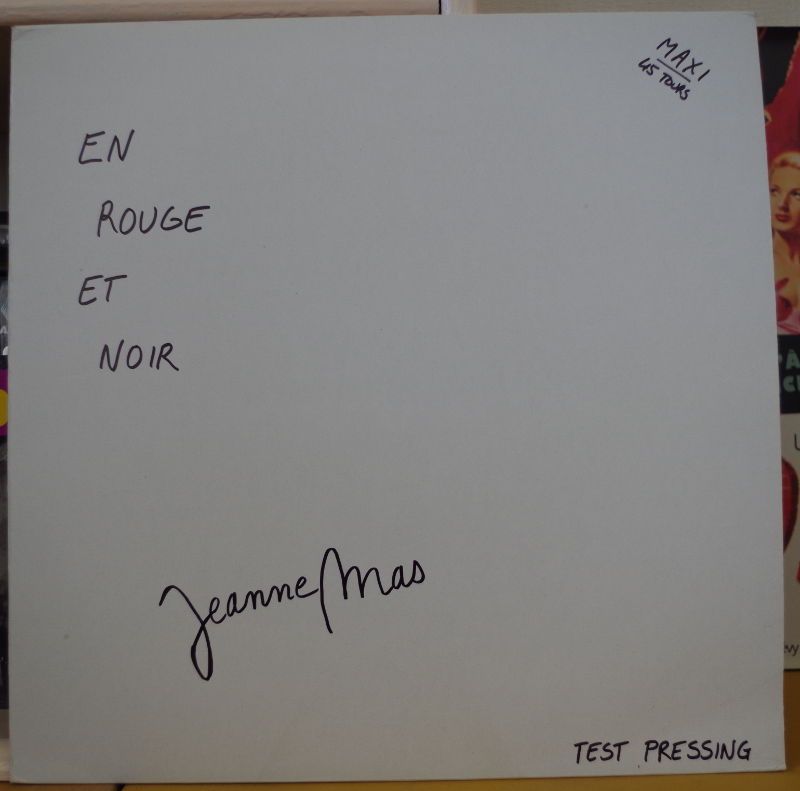 MAXI
45 TOURS
EN
ROUGE
ET
NOIR
Jeanne Mas
TEST PRESSING